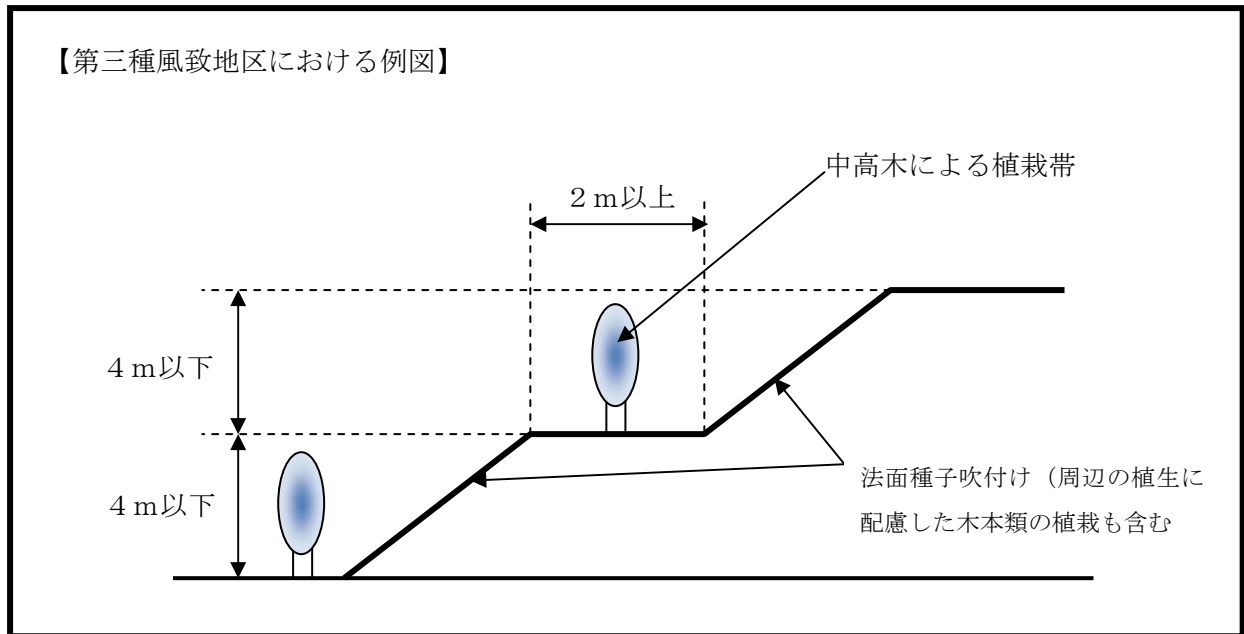 【第三種風致地区における例図】
中高木による植栽帯
２ｍ以上
４ｍ以下
４ｍ以下
法面種子吹付け（周辺の植生に
配慮した木本類の植栽も含む